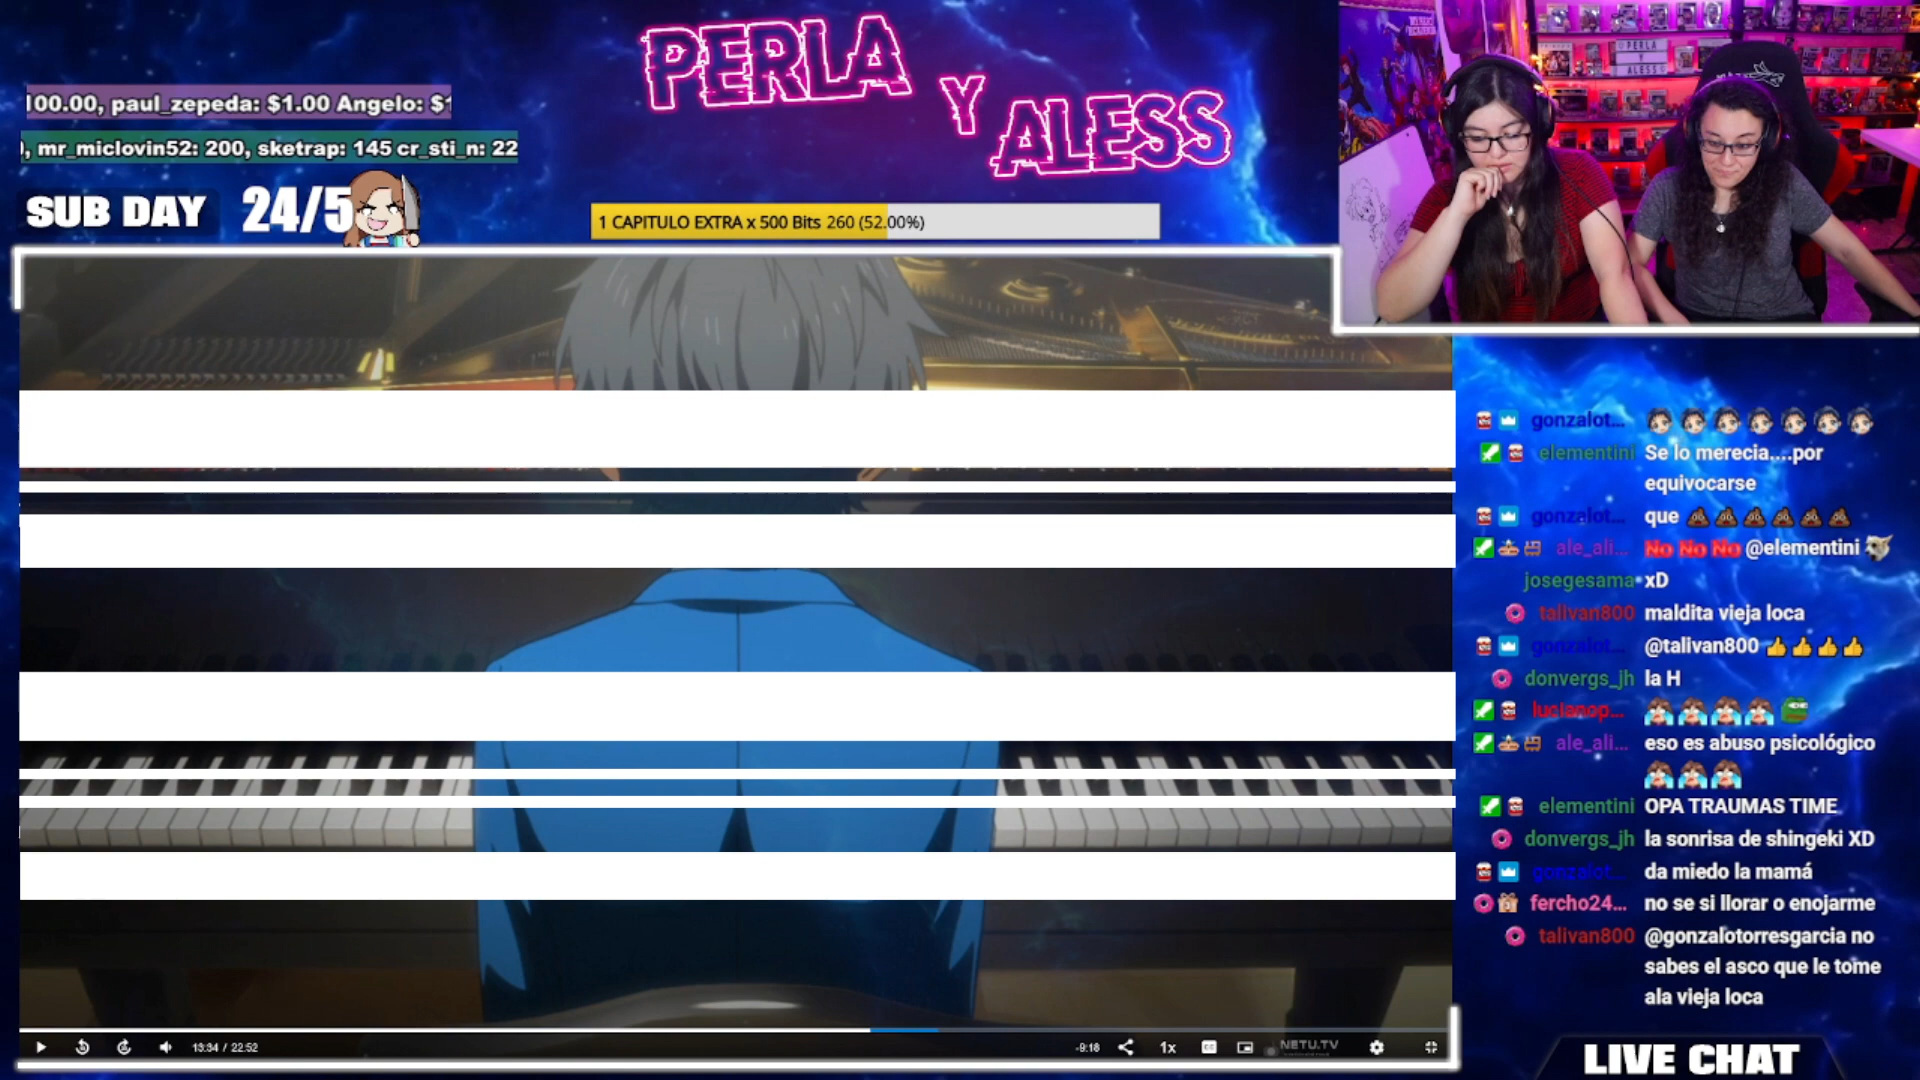 PERLA
Y
ALESS
100.00, paul_zepeda: $1.00 Angelo: $1
, mr_miclovin52: 200, sketrap: 145 cr_sti_n: 22
SUB DAY 24/5
1 CAPITULO EXTRA x 500 Bits 260 (52.00%)
PERLA
Y
ALESS
gonzalot...
elementini Se lo merecia....por
equivocarse
gonzalot... que
ale_ali... No No No @elementini
josegesama xD
talivan800 maldita vieja loca
gonzalot... @talivan800
donvergs_jh la H
lucianop...
ale_ali... eso es abuso psicológico
elementini OPA TRAUMAS TIME
donvergs_jh la sonrisa de shingeki XD
gonzalot... da miedo la mamá
fercho24... no se si llorar o enojarme
talivan800 @gonzalotorresgarcia no
sabes el asco que le tome
ala vieja loca
13:34 / 22:52
-9:18
1x
NETU.TV
LIVE CHAT